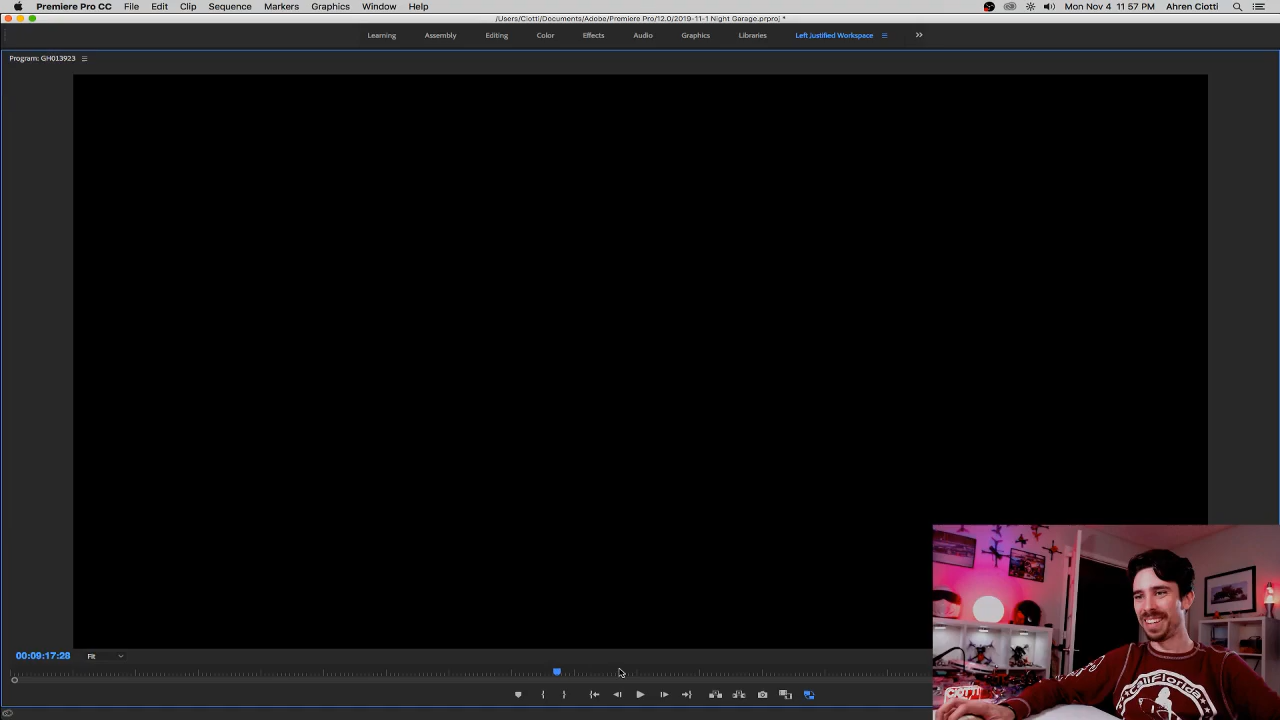 Premiere Pro CC File Edit Clip Sequence Markers Graphics Window Help Mon Nov 4 11:57 PM Ahren Ciotti
/Users/Ciotti/Documents/Adobe/Premiere Pro/12.0/2019-11-1 Night Garage.prproj *
Learning Assembly Editing Color Effects Audio Graphics Libraries Left Justified Workspace
Program: GH013923
00:09:17:28 Fit
CIOTTI